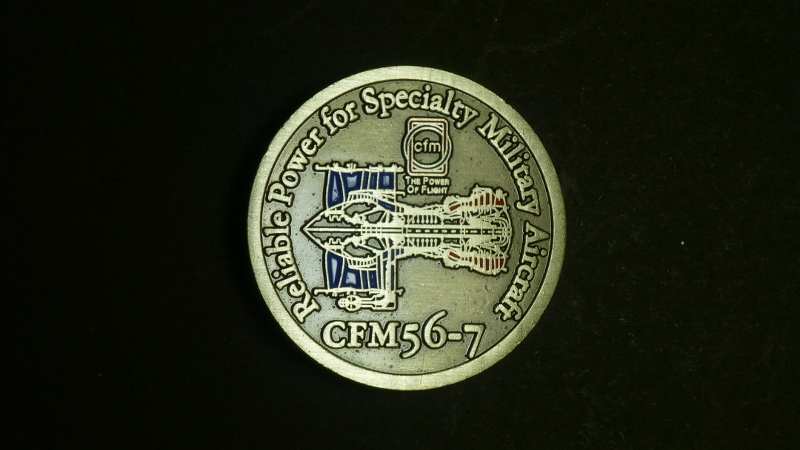 Reliable Power for Specialty Military Aircraft
cfm
THE POWER
OF FLIGHT
CFM56-7